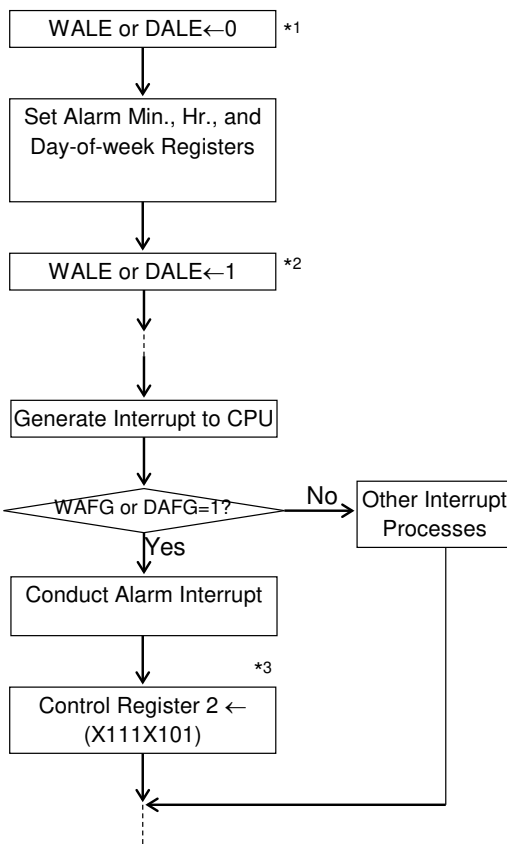 WALE or DALE←0
*1
Set Alarm Min., Hr., and
Day-of-week Registers
WALE or DALE←1
*2
Generate Interrupt to CPU
WAFG or DAFG=1?
No
Other Interrupt
Processes
Yes
Conduct Alarm Interrupt
*3
Control Register 2 ←
(X111X101)